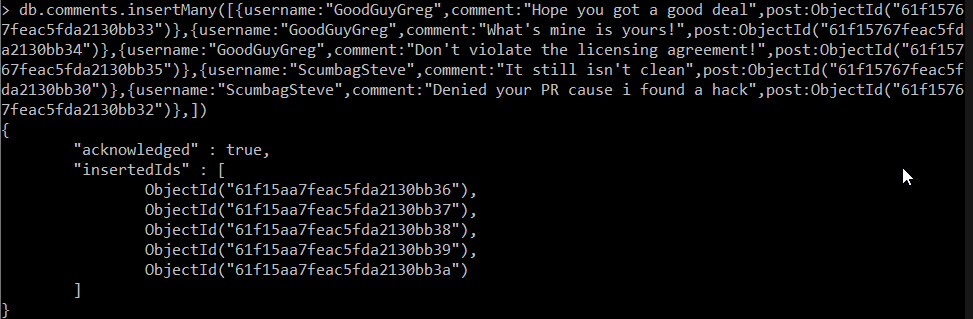 > db.comments.insertMany([{username:"GoodGuyGreg",comment:"Hope you got a good deal",post:ObjectId("61f1576
7feac5fda2130bb33")},{username:"GoodGuyGreg",comment:"What's mine is yours!",post:ObjectId("61f15767feac5fd
a2130bb34")},{username:"GoodGuyGreg",comment:"Don't violate the licensing agreement!",post:ObjectId("61f157
67feac5fda2130bb35")},{username:"ScumbagSteve",comment:"It still isn't clean",post:ObjectId("61f15767feac5f
da2130bb30")},{username:"ScumbagSteve",comment:"Denied your PR cause i found a hack",post:ObjectId("61f1576
7feac5fda2130bb32")},])
{
        "acknowledged" : true,
        "insertedIds" : [
                ObjectId("61f15aa7feac5fda2130bb36"),
                ObjectId("61f15aa7feac5fda2130bb37"),
                ObjectId("61f15aa7feac5fda2130bb38"),
                ObjectId("61f15aa7feac5fda2130bb39"),
                ObjectId("61f15aa7feac5fda2130bb3a")
        ]
}